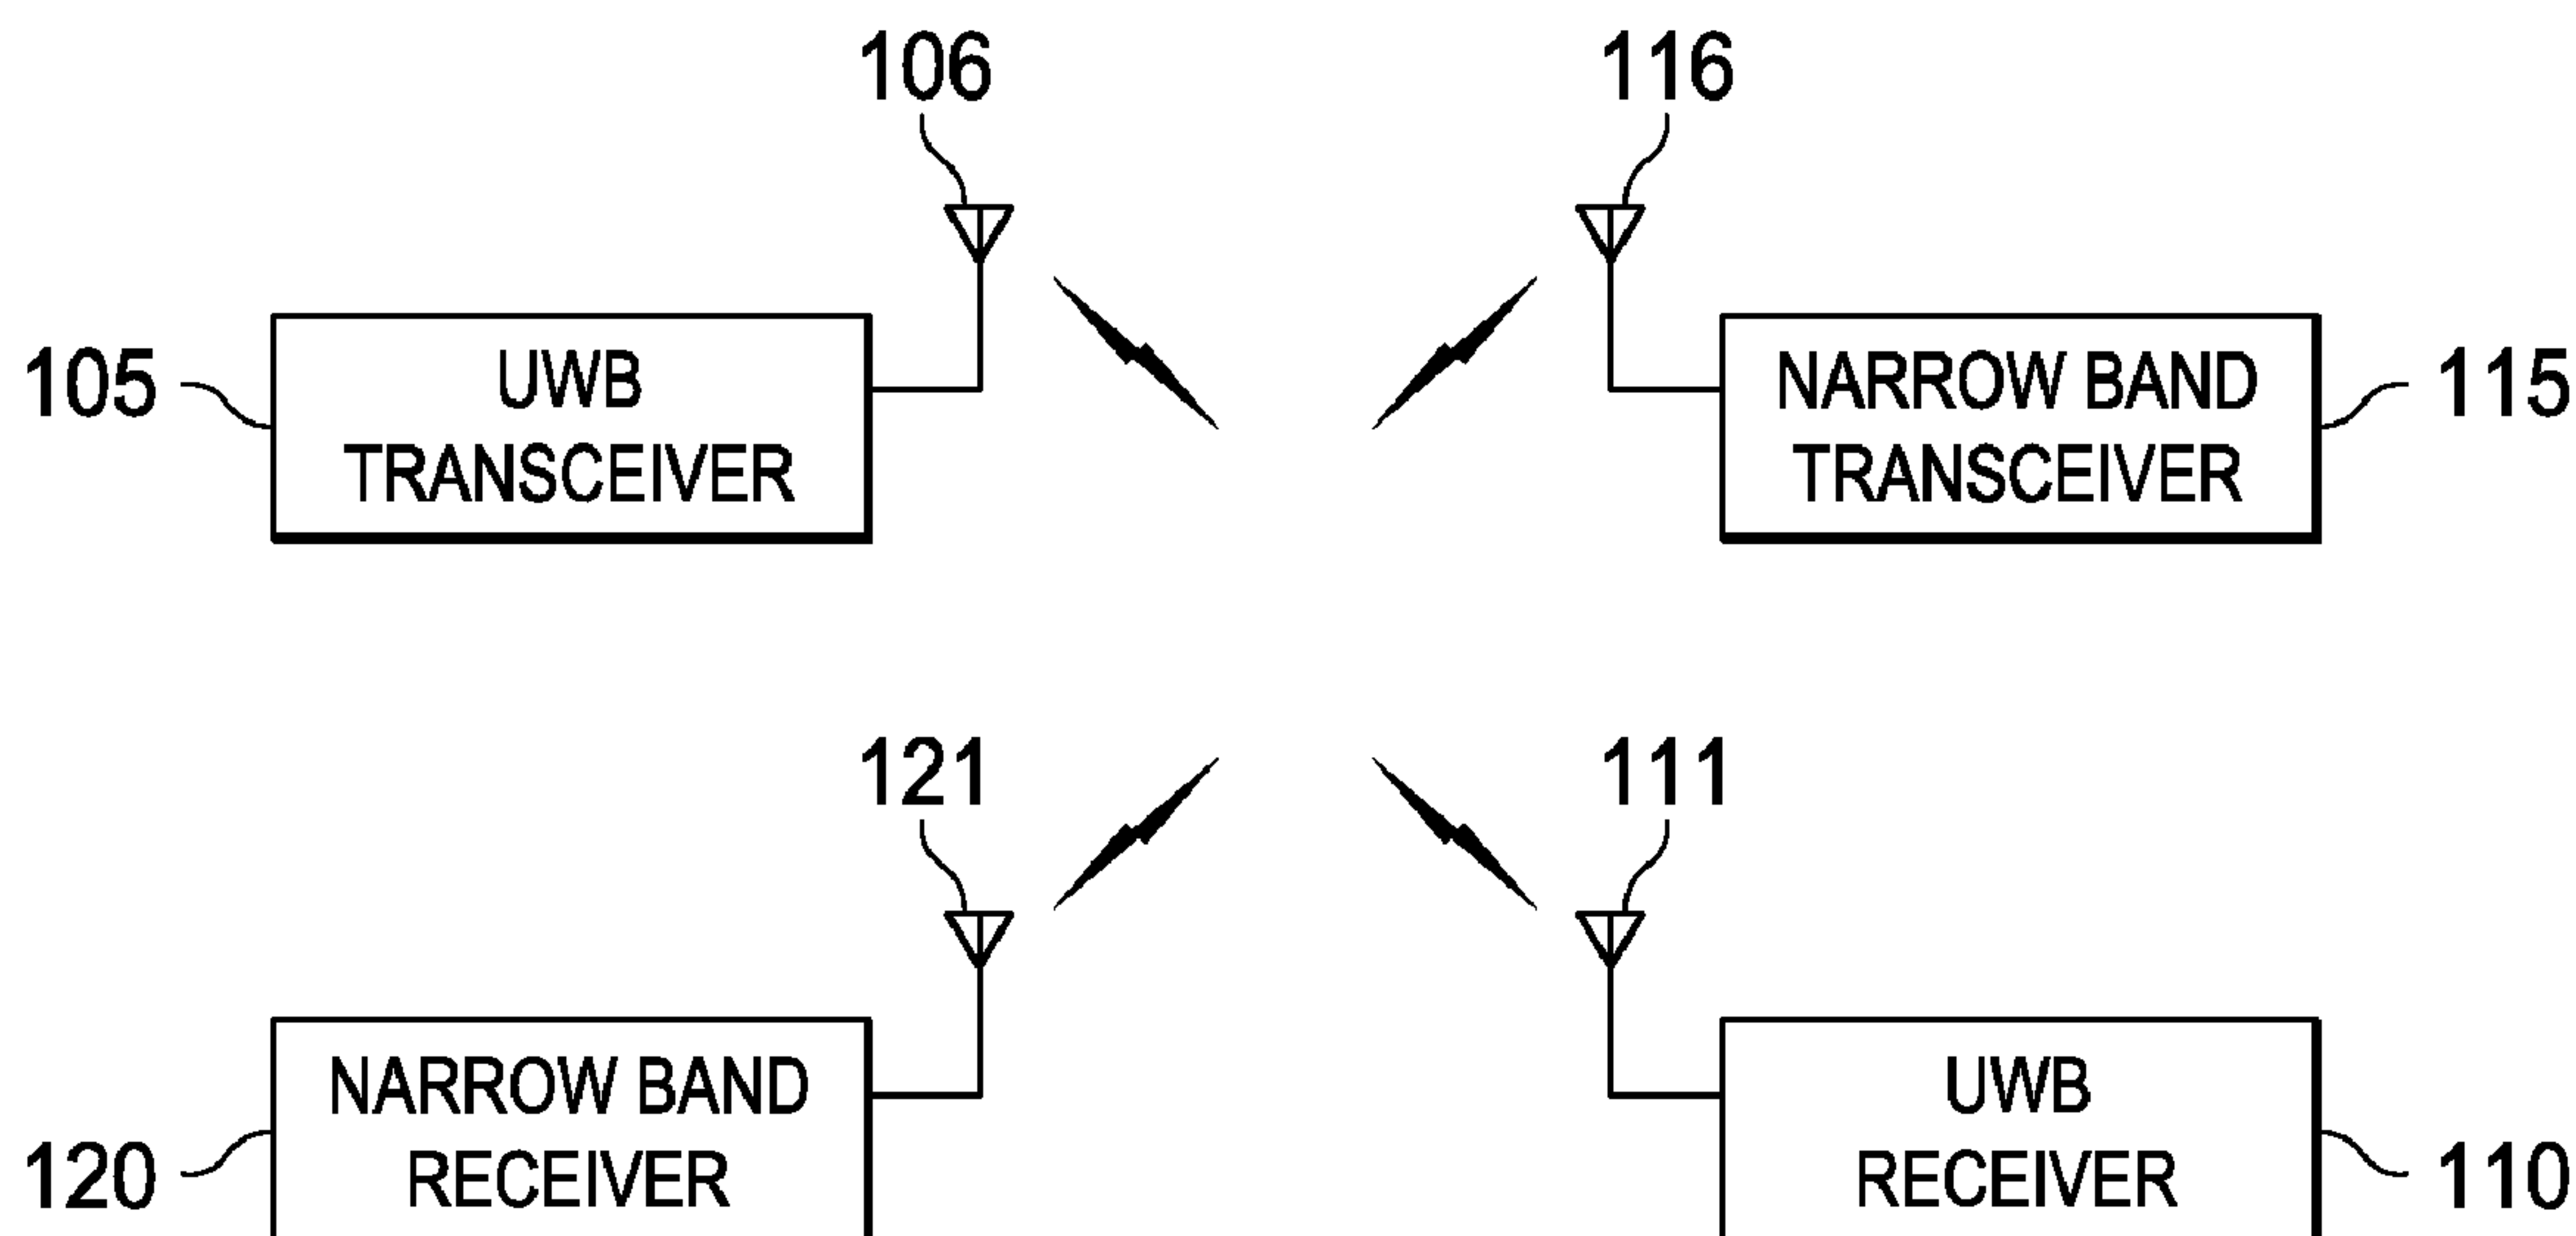 106
116
105
UWB
TRANSCEIVER
NARROW BAND
TRANSCEIVER
115
121
111
120
NARROW BAND
RECEIVER
UWB
RECEIVER
110